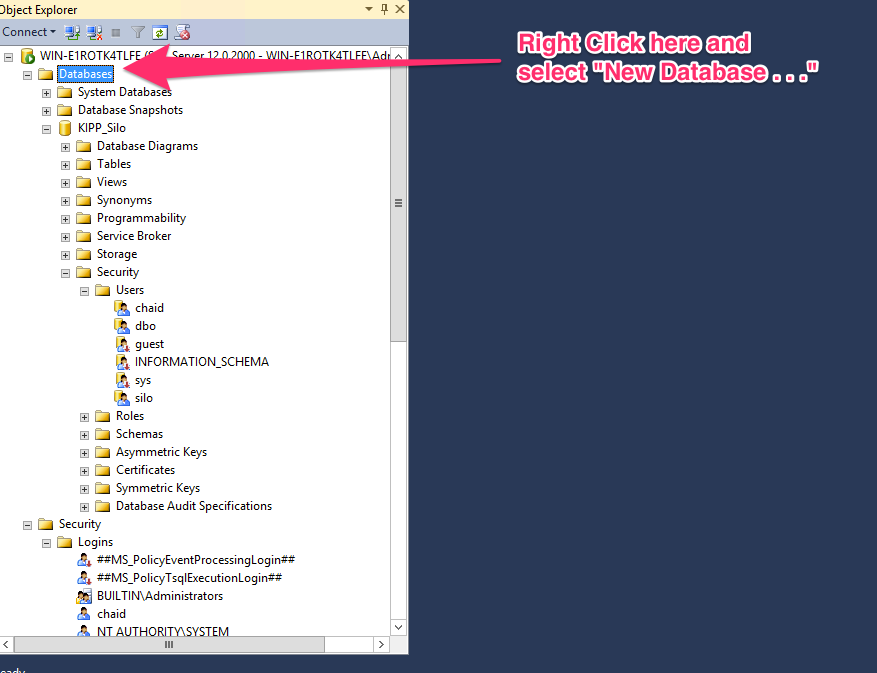 Object Explorer
Connect
WIN-E1ROTK4TLFE (S Server 12.0.2000 - WIN-E1ROTK4TLFE\Adr
Databases
Right Click here and
select "New Database . . ."
System Databases
Database Snapshots
KIPP_Silo
Database Diagrams
Tables
Views
Synonyms
Programmability
Service Broker
Storage
Security
Users
chaid
dbo
guest
INFORMATION_SCHEMA
sys
silo
Roles
Schemas
Asymmetric Keys
Certificates
Symmetric Keys
Database Audit Specifications
Security
Logins
##MS_PolicyEventProcessingLogin##
##MS_PolicyTsqlExecutionLogin##
BUILTIN\Administrators
chaid
NT AUTHORITY\SYSTEM